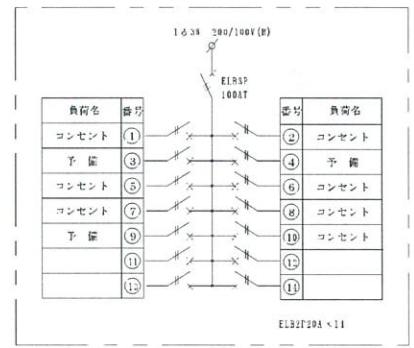 1φ3W 200/100V(R)
ELB3P
100AT
負荷名 番号 番号 負荷名
コンセント ① ② コンセント
予備 ③ ④ 予備
コンセント ⑤ ⑥ コンセント
コンセント ⑦ ⑧ コンセント
予備 ⑨ ⑩ コンセント
⑪ ⑫
⑬ ⑭
ELB2P20A×14